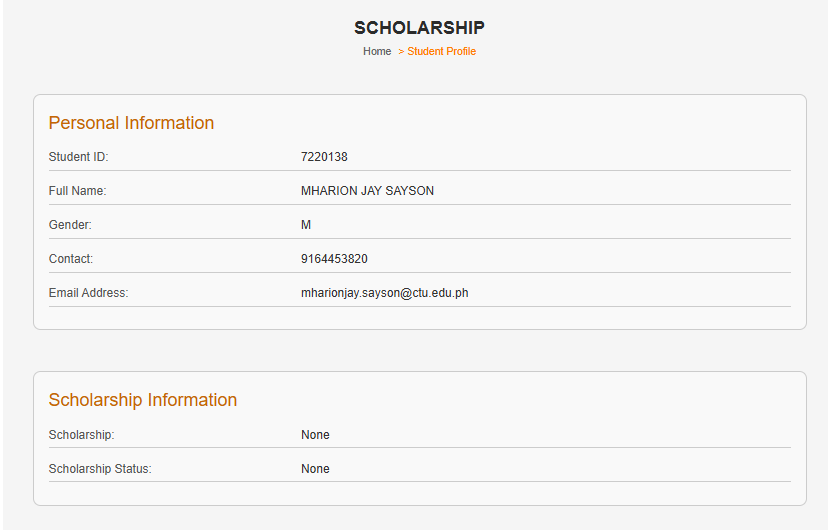 SCHOLARSHIP
Home > Student Profile
Personal Information
Student ID: 7220138
Full Name: MHARION JAY SAYSON
Gender: M
Contact: 9164453820
Email Address: mharionjay.sayson@ctu.edu.ph
Scholarship Information
Scholarship: None
Scholarship Status: None